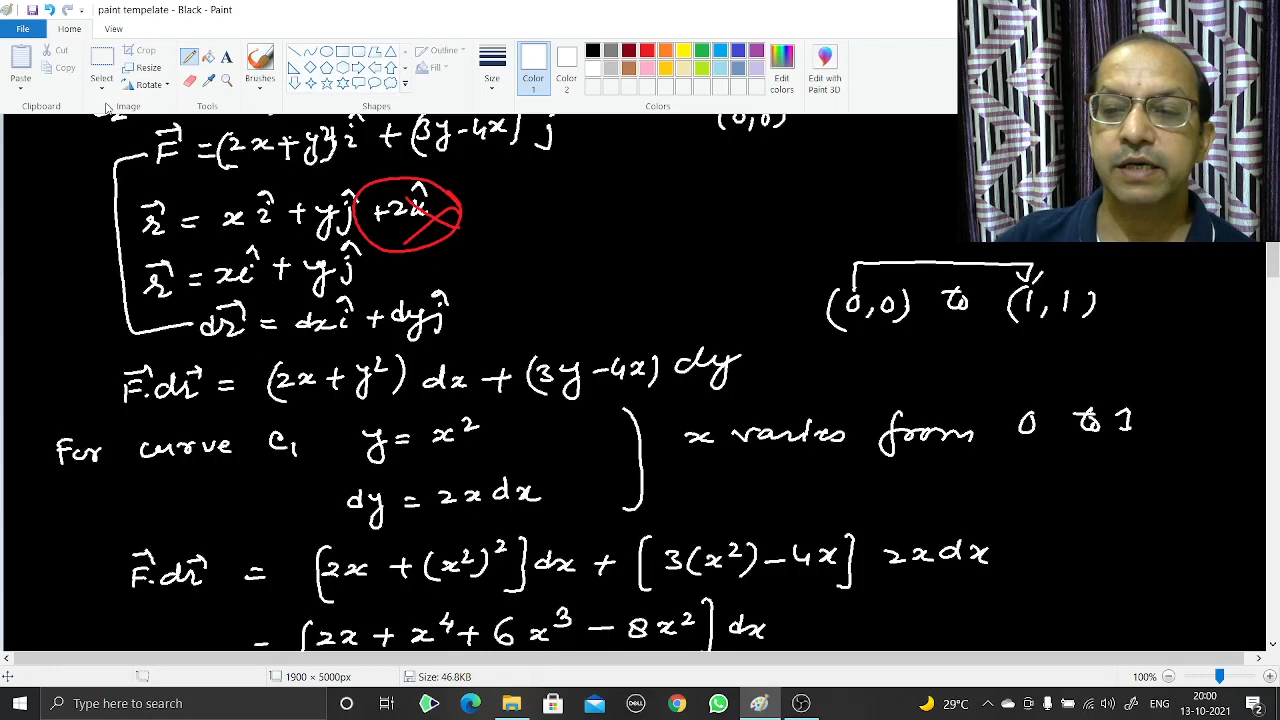 paint template - Black - Paint
File Home View
Paste Cut Copy Clipboard
Select Crop Resize Rotate Image
Tools
Brushes
Shapes Outline Fill
Size
Color 1 Color 2 Edit colors Colors
Edit with Paint 3D
F⃗ = (2x + y²) î + (3y - 4x) ĵ
(0,0)
r⃗ = x î + y ĵ + z k̂
r⃗ = x î + y ĵ
dr⃗ = dx î + dy ĵ
(0,0) to (1,1)
F⃗.dr⃗ = (2x + y²) dx + (3y - 4x) dy
For curve C₁ y = x²
x varies from 0 to 1
dy = 2x dx
F⃗.dr⃗ = [2x + (x²)²] dx + [3(x²) - 4x] 2x dx
= [2x + x⁴ + 6x³ - 8x²] dx
1900 × 5000px Size: 46.8KB 100%
Type here to search
DELL
29°C
20:00
13-10-2021